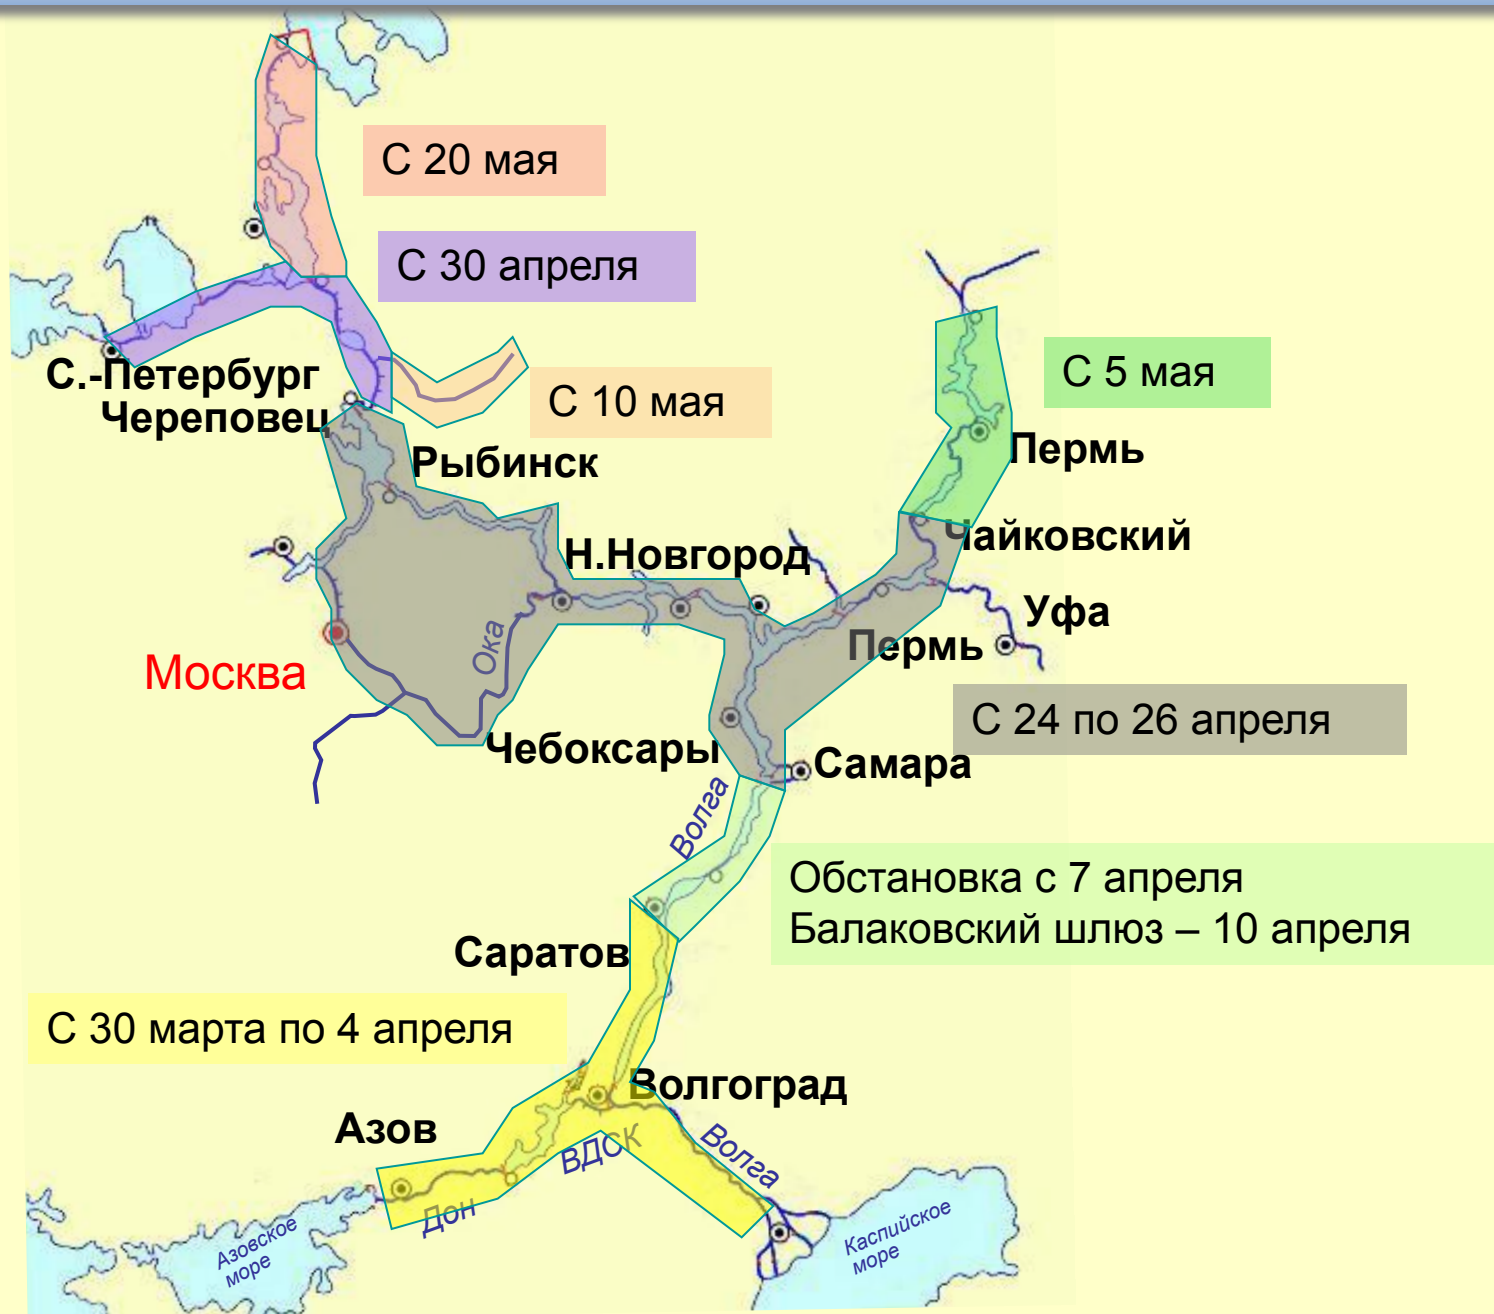 С 20 мая
С 30 апреля
С.-Петербург
Череповец
С 10 мая
С 5 мая
Рыбинск
Пермь
Н.Новгород
Чайковский
Уфа
Ока
Пермь
Москва
С 24 по 26 апреля
Чебоксары
Самара
Волга
Обстановка с 7 апреля
Балаковский шлюз – 10 апреля
Саратов
С 30 марта по 4 апреля
Волгоград
Азов
ВДСК
Волга
Дон
Азовское
море
Каспийское
море